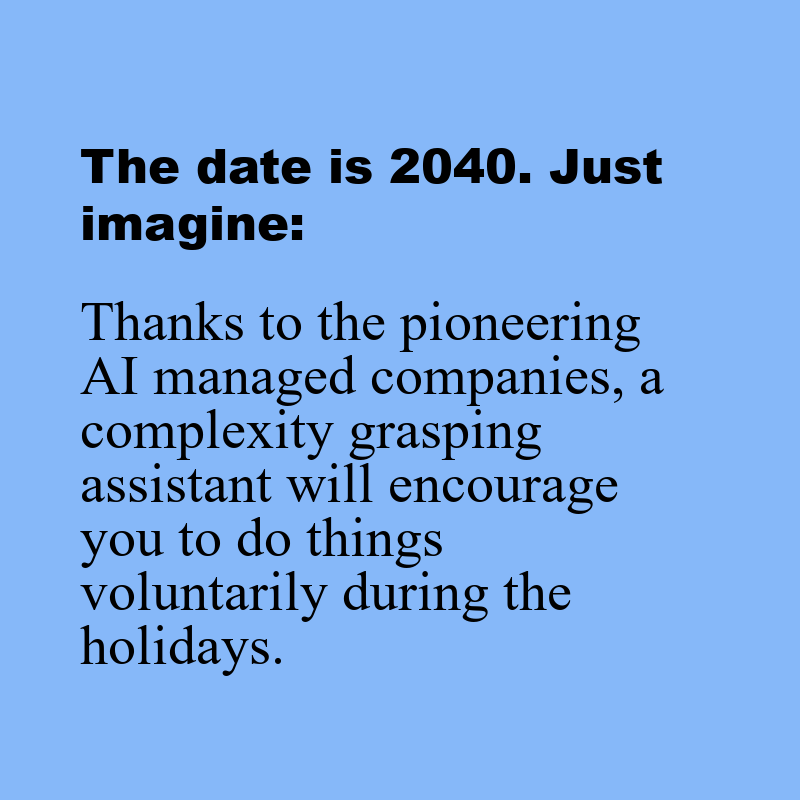 The date is 2040. Just
imagine:
Thanks to the pioneering
AI managed companies, a
complexity grasping
assistant will encourage
you to do things
voluntarily during the
holidays.